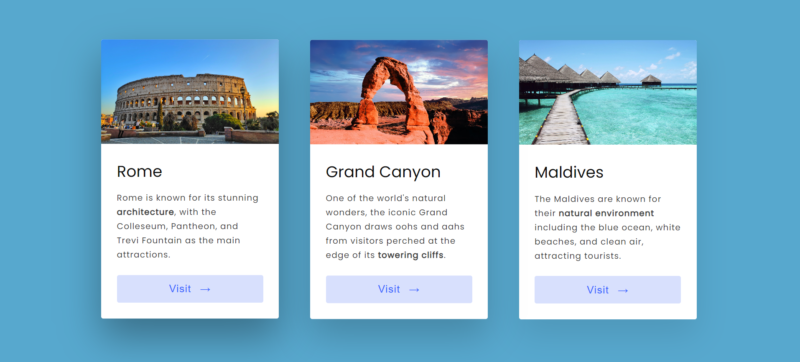 Rome
Rome is known for its stunning
architecture, with the
Colleseum, Pantheon, and
Trevi Fountain as the main
attractions.
Visit →
Grand Canyon
One of the world's natural
wonders, the iconic Grand
Canyon draws oohs and aahs
from visitors perched at the
edge of its towering cliffs.
Visit →
Maldives
The Maldives are known for
their natural environment
including the blue ocean, white
beaches, and clean air,
attracting tourists.
Visit →